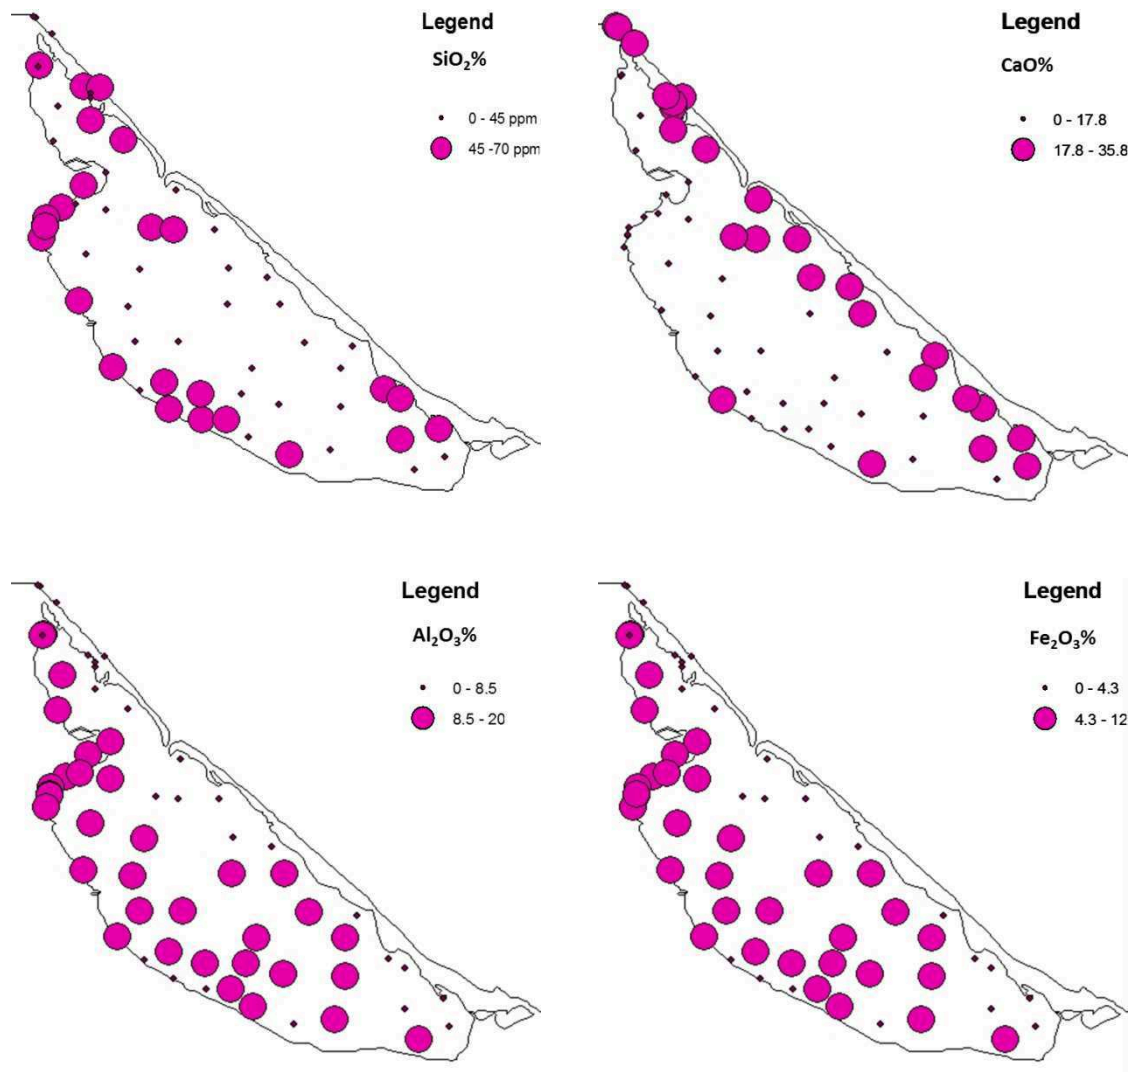 Legend
SiO₂%
0 - 45 ppm
45 -70 ppm
Legend
CaO%
0 - 17.8
17.8 - 35.8
Legend
Al₂O₃%
0 - 8.5
8.5 - 20
Legend
Fe₂O₃%
0 - 4.3
4.3 - 12